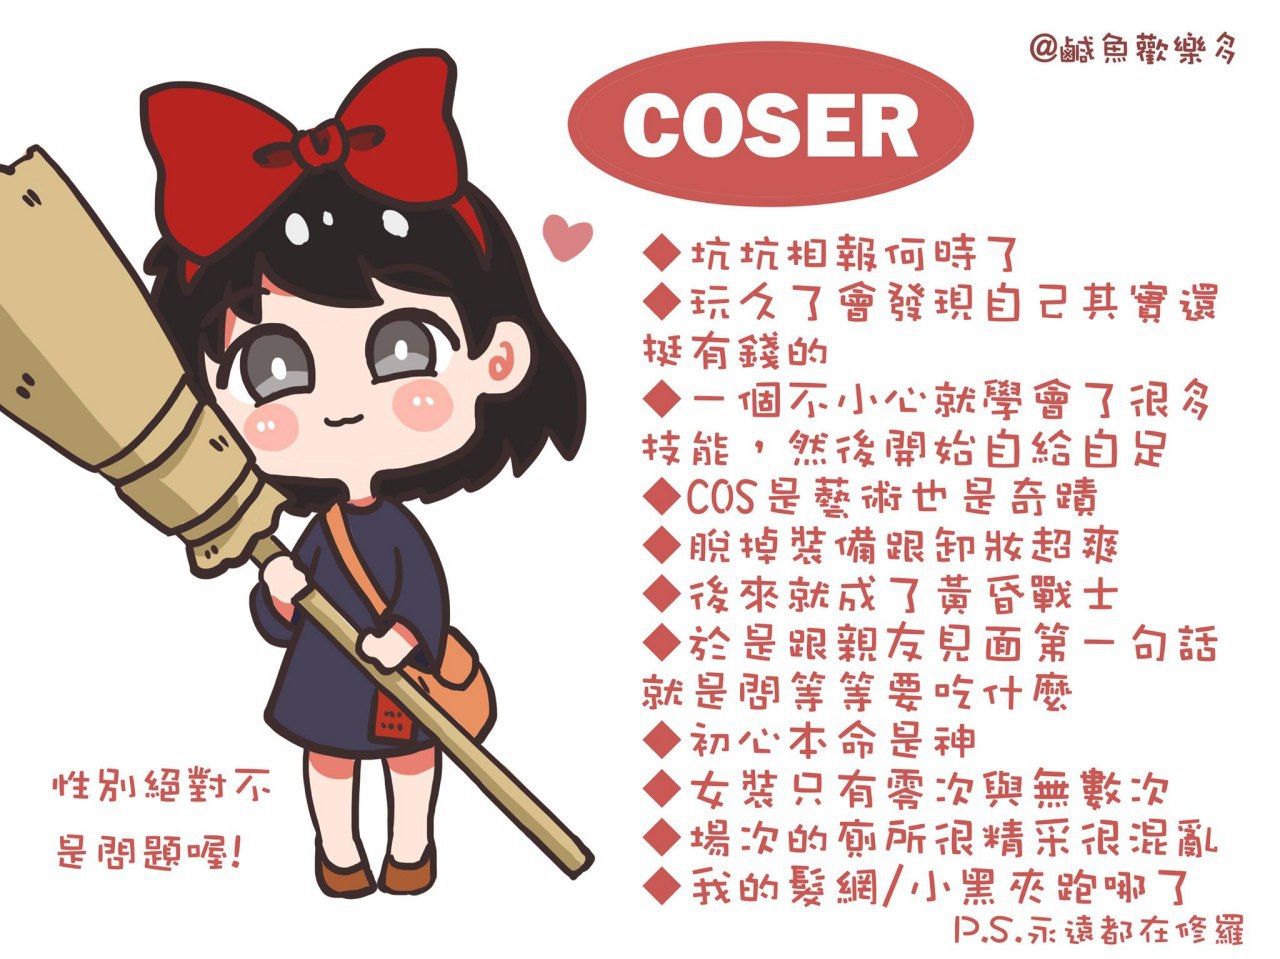 @鹹魚歡樂多
COSER
◆坑坑相報何時了
◆玩久了會發現自己其實還
挺有錢的
◆一個不小心就學會了很多
技能，然後開始自給自足
◆COS是藝術也是奇蹟
◆脫掉裝備跟卸妝超爽
◆後來就成了黃昏戰士
◆於是跟親友見面第一句話
就是問等等要吃什麼
◆初心本命是神
◆女裝只有零次與無數次
◆場次的廁所很精采很混亂
◆我的髮網/小黑夾跑哪了
P.S.永遠都在修羅
性別絕對不
是問題喔!